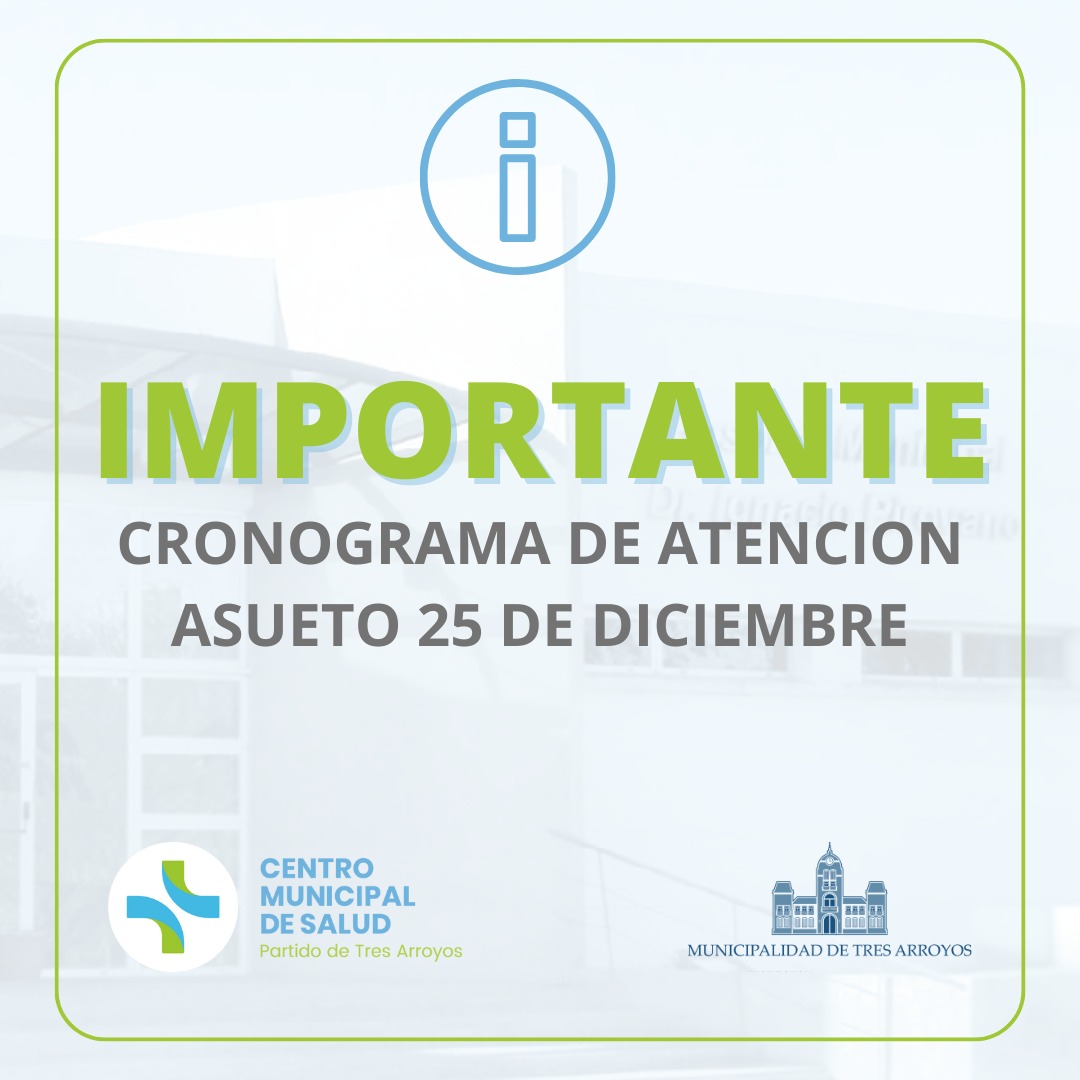 IMPORTANTE
CRONOGRAMA DE ATENCION
ASUETO 25 DE DICIEMBRE
CENTRO
MUNICIPAL
DE SALUD
Partido de Tres Arroyos
MUNICIPALIDAD DE TRES ARROYOS